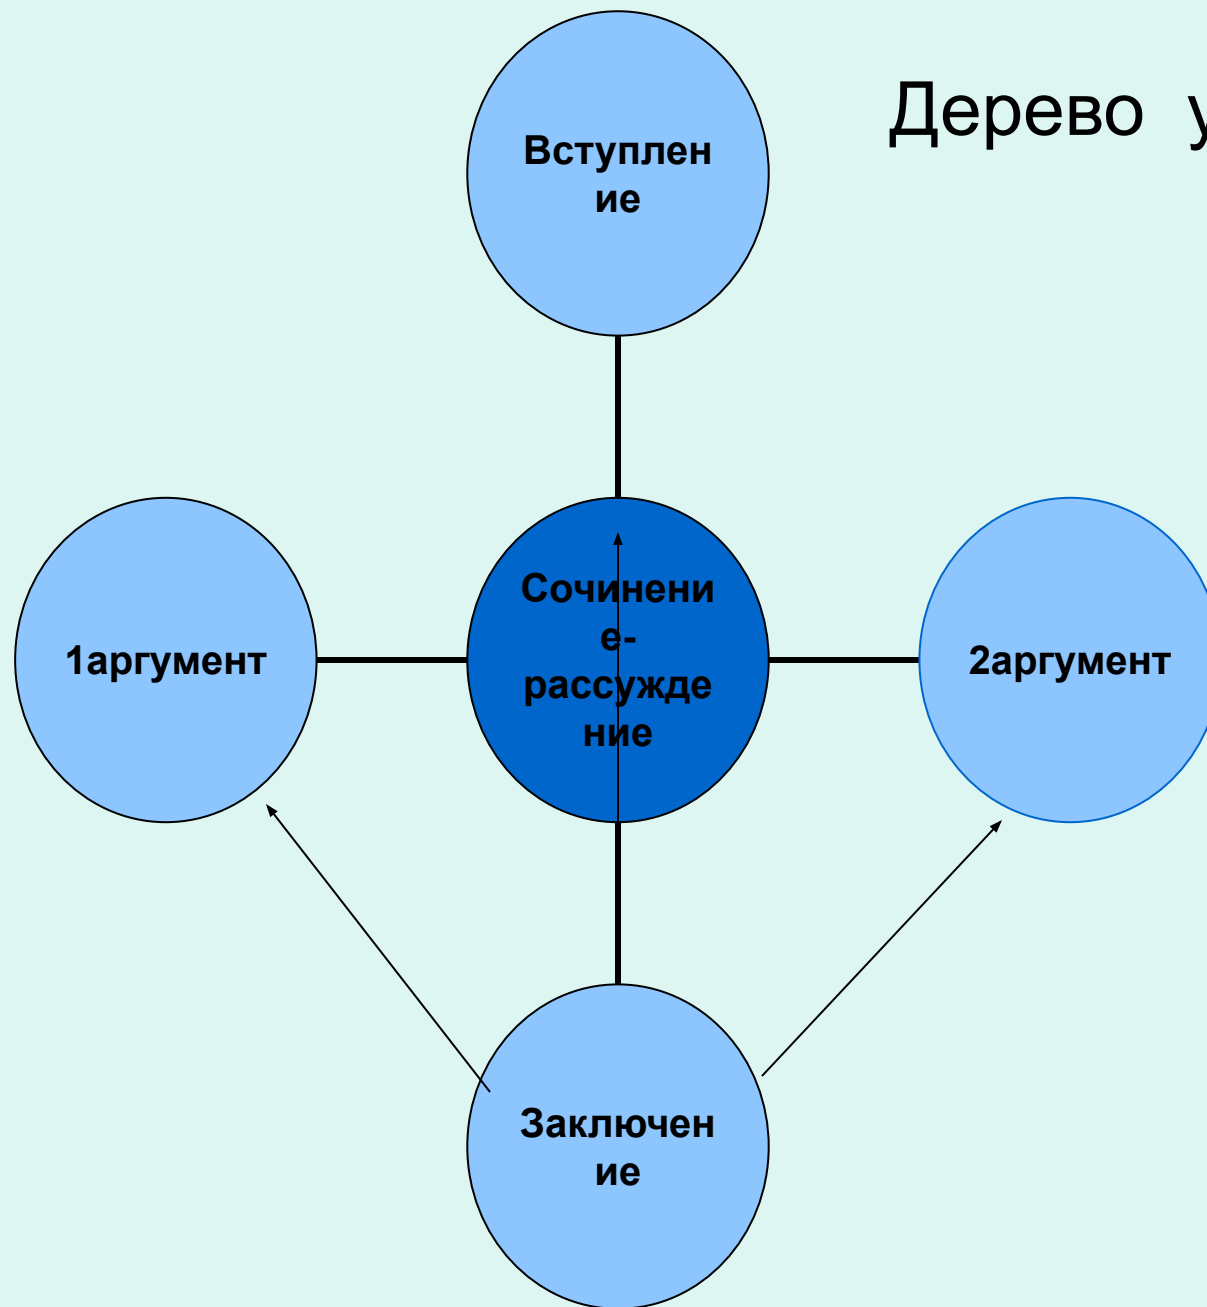 Дерево у
Вступлен
ие
1аргумент
Сочинени
е-
рассужде
ние
2аргумент
Заключен
ие